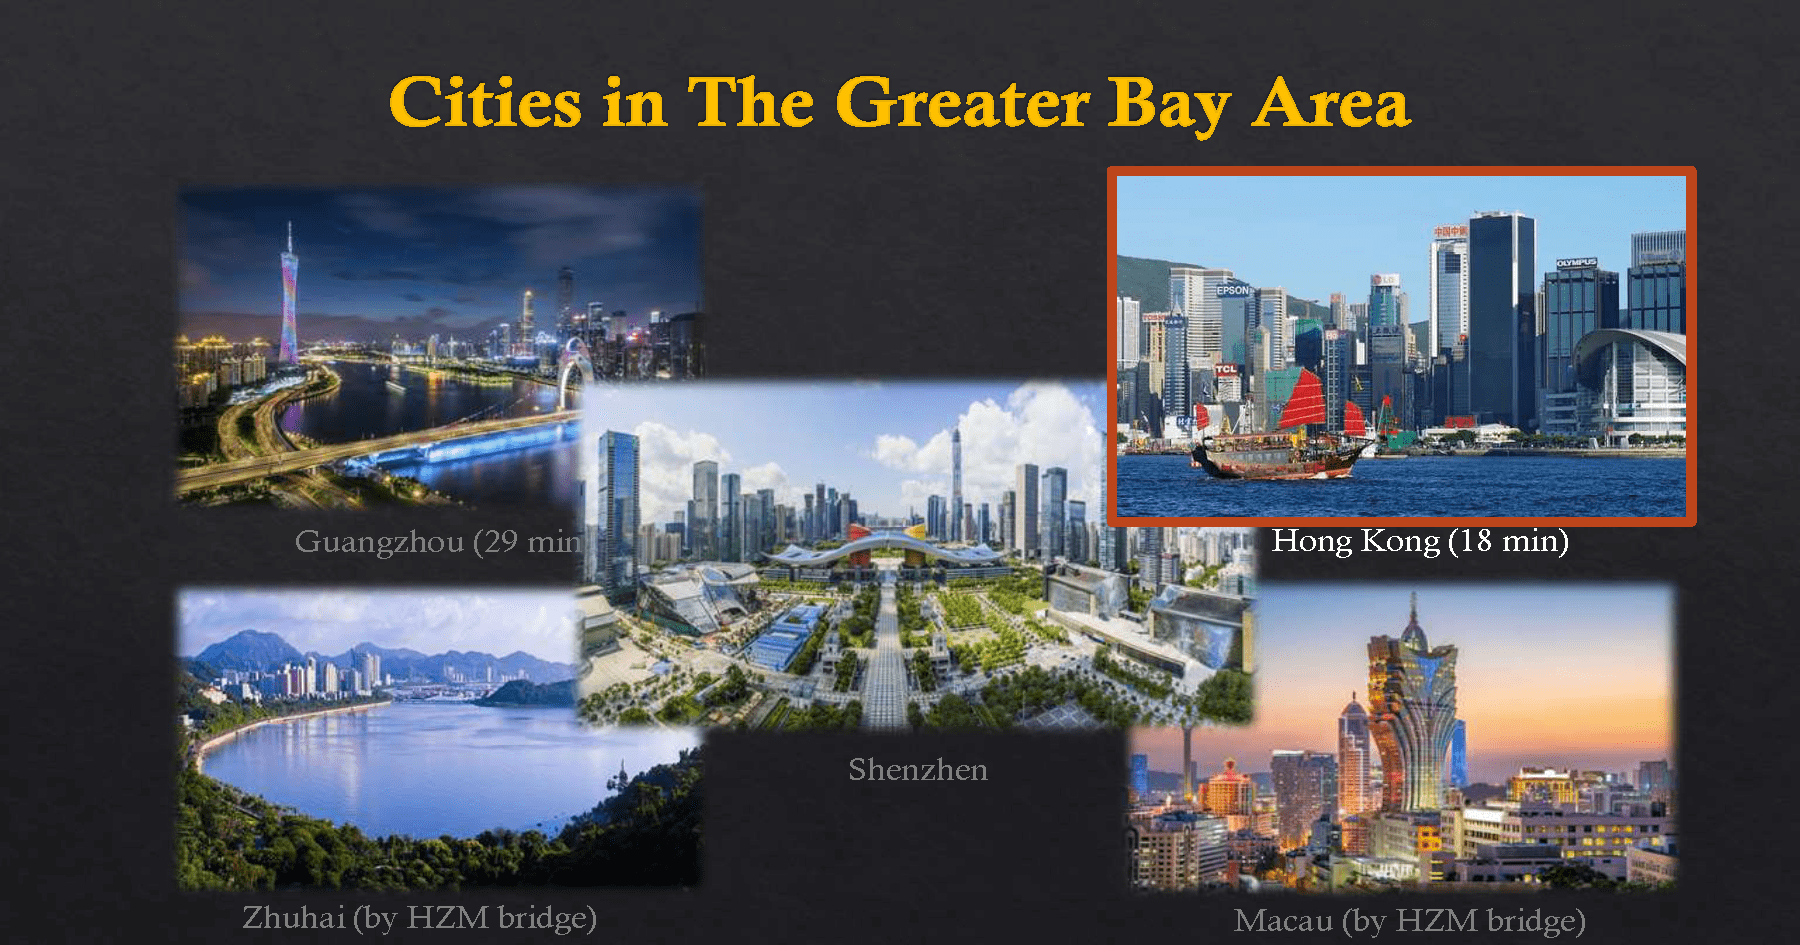 Cities in The Greater Bay Area
中国中铁
OLYMPUS
LG
EPSON
TCL
Guangzhou (29 min
Hong Kong (18 min)
Shenzhen
Zhuhai (by HZM bridge)
Macau (by HZM bridge)